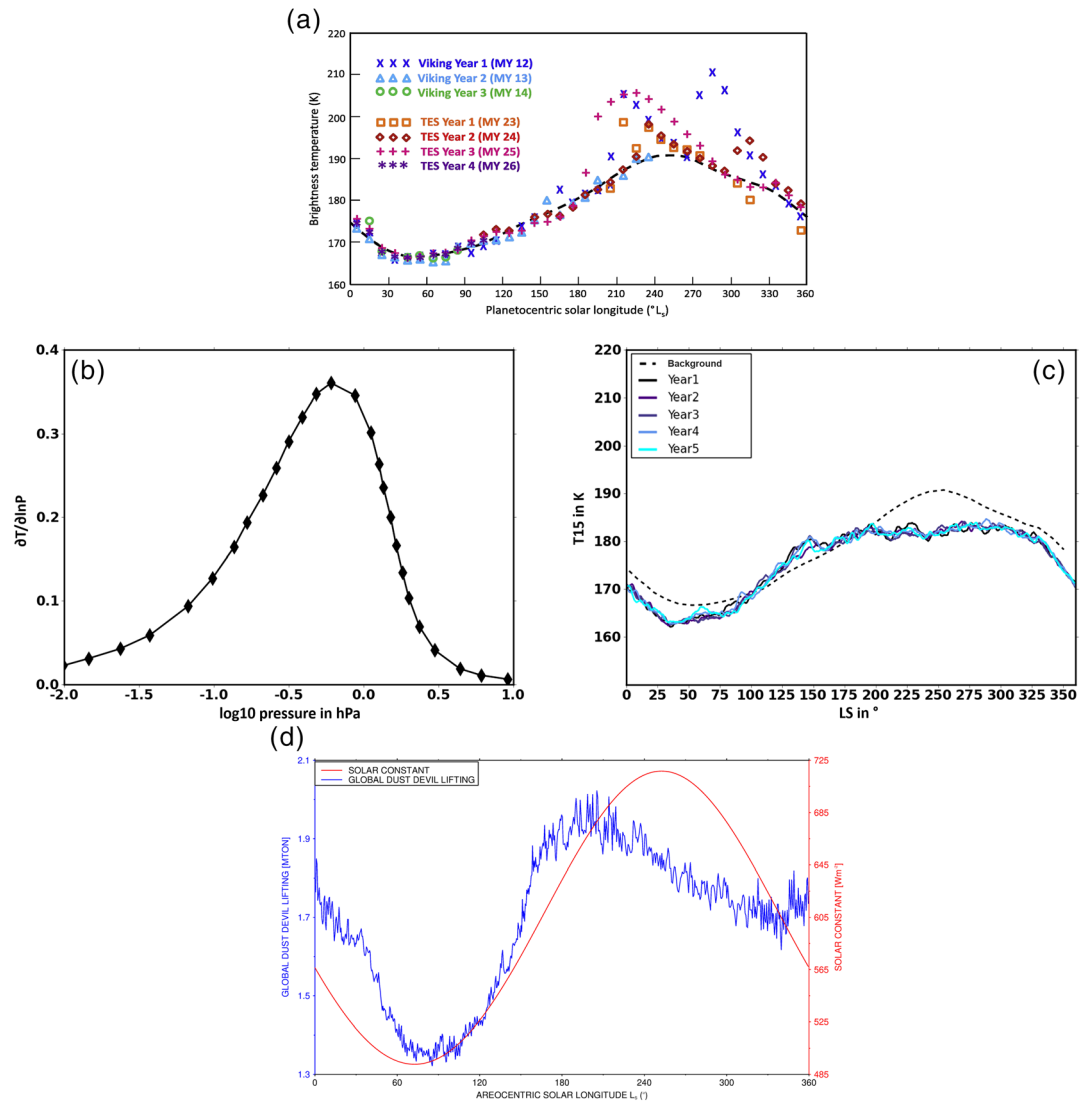 (a)
220
210
200
190
180
170
160
Brightness temperature (K)
x x x Viking Year 1 (MY 12)
Viking Year 2 (MY 13)
Viking Year 3 (MY 14)
TES Year 1 (MY 23)
TES Year 2 (MY 24)
+ + + TES Year 3 (MY 25)
*** TES Year 4 (MY 26)
0 30 60 90 120 150 180 210 240 270 300 330 360
Planetocentric solar longitude (°Ls)
(b)
0.4
0.3
0.2
0.1
0.0
∂T/∂lnP
-2.0 -1.5 -1.0 -0.5 0.0 0.5 1.0
log10 pressure in hPa
(c)
220
210
200
190
180
170
160
T15 in K
Background
Year1
Year2
Year3
Year4
Year5
0 25 50 75 100 125 150 175 200 225 250 275 300 325 350
LS in °
(d)
2.1
1.9
1.7
1.5
1.3
GLOBAL DUST DEVIL LIFTING [MTON]
SOLAR CONSTANT
GLOBAL DUST DEVIL LIFTING
725
685
645
605
565
525
485
SOLAR CONSTANT [Wm-2]
0 60 120 180 240 300 360
AREOCENTRIC SOLAR LONGITUDE Ls (°)